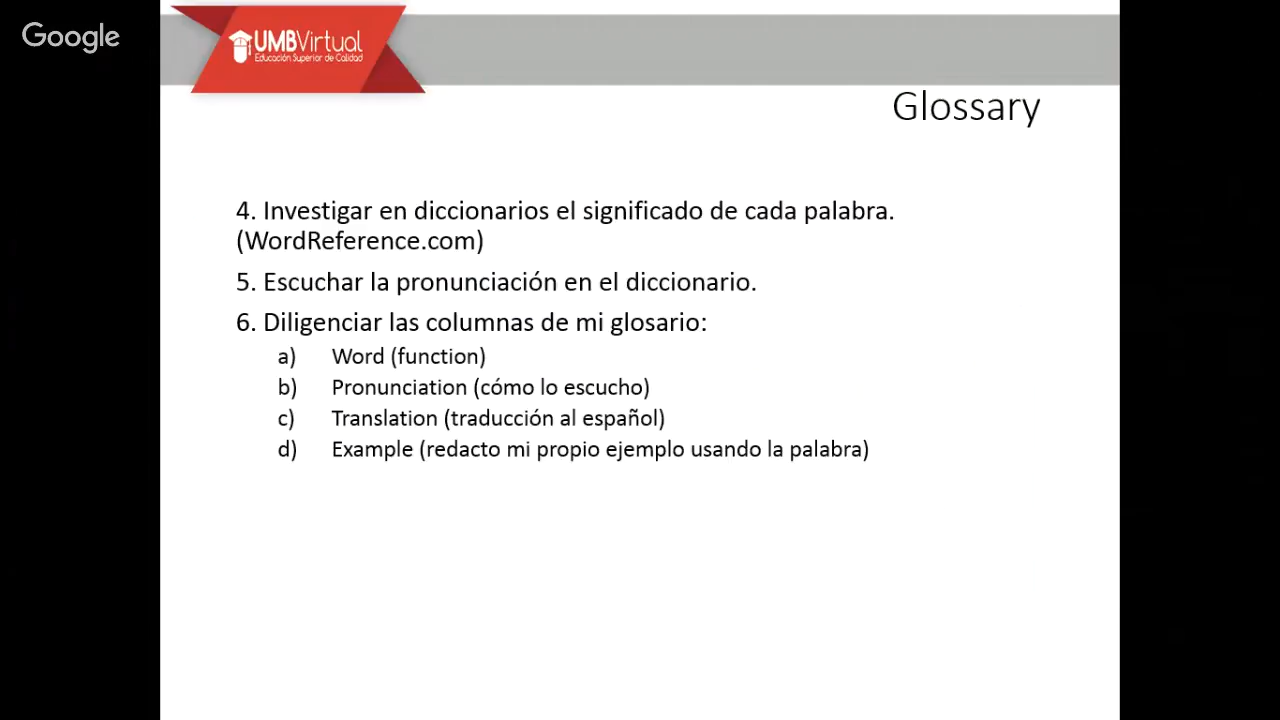 Google
UMBVirtual
Educación Superior de Calidad
Glossary
4. Investigar en diccionarios el significado de cada palabra.
(WordReference.com)
5. Escuchar la pronunciación en el diccionario.
6. Diligenciar las columnas de mi glosario:
a) Word (function)
b) Pronunciation (cómo lo escucho)
c) Translation (traducción al español)
d) Example (redacto mi propio ejemplo usando la palabra)